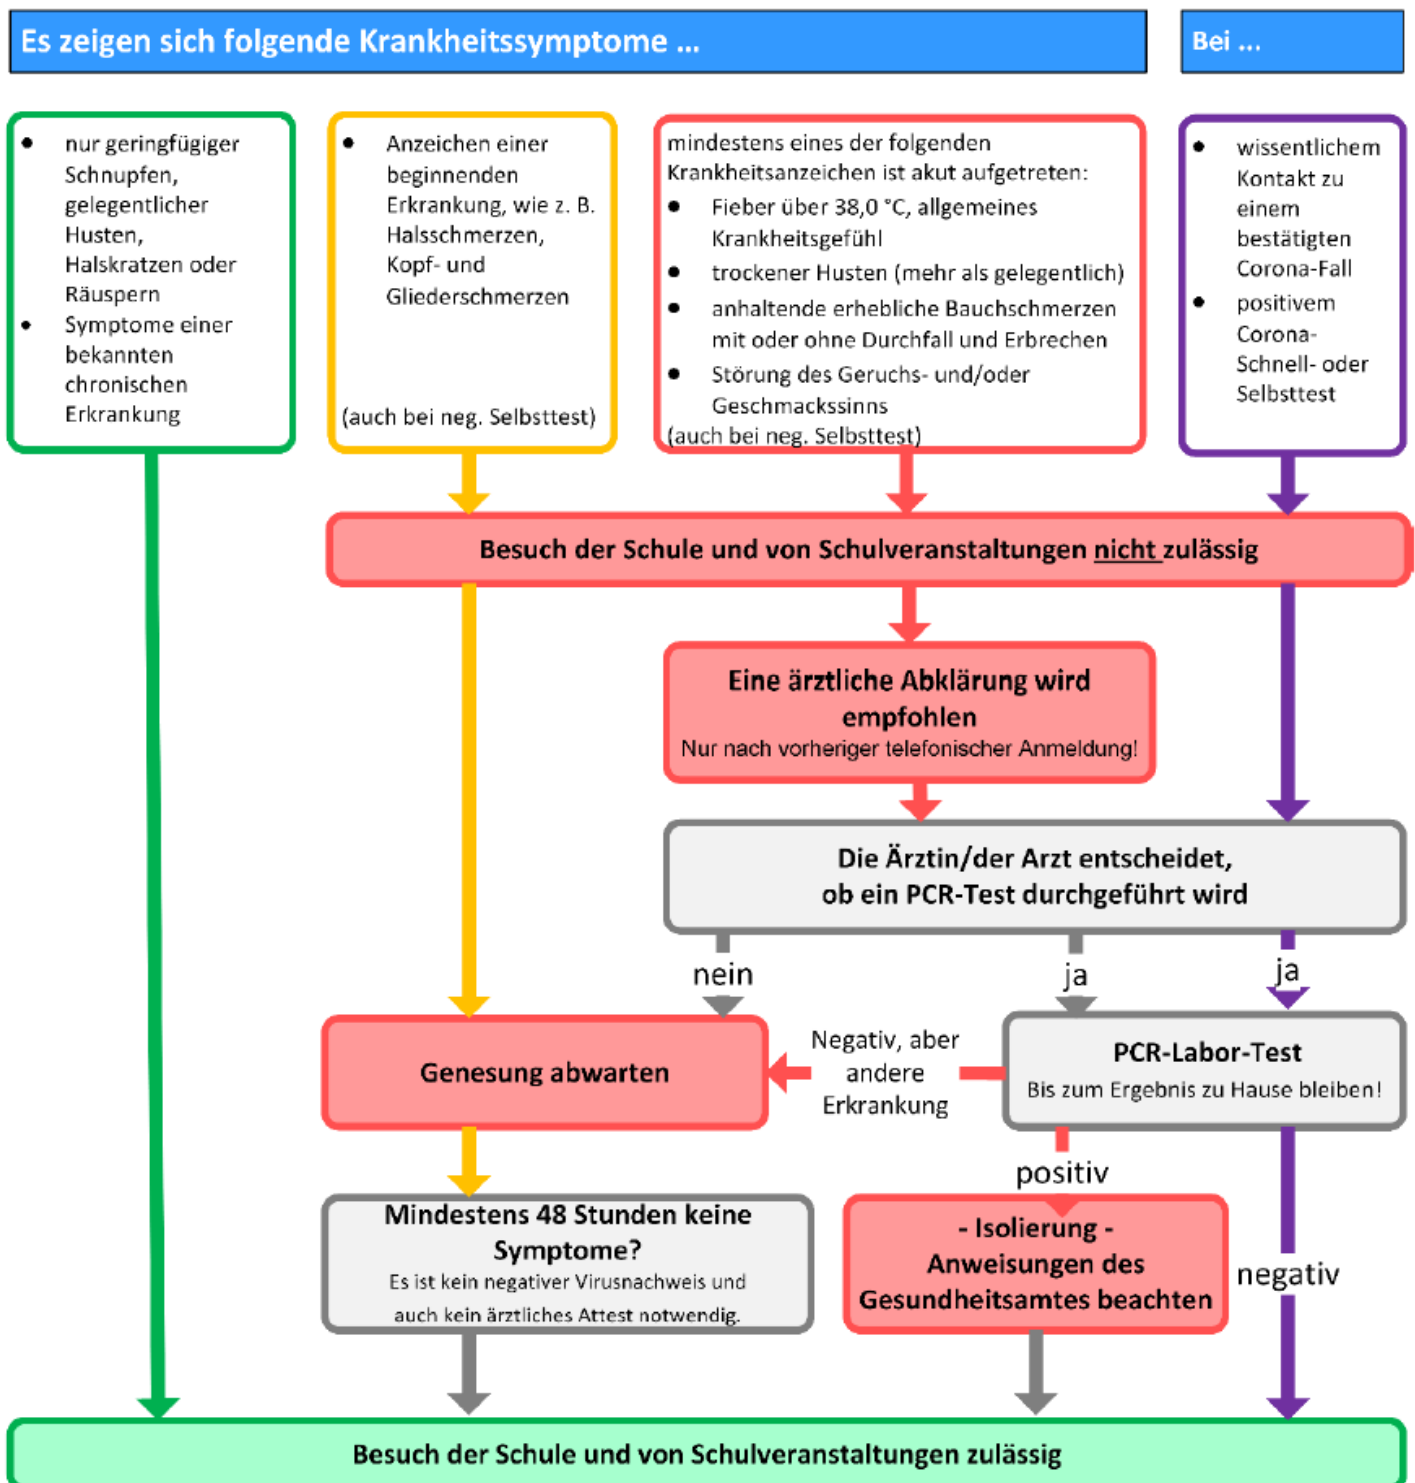 Es zeigen sich folgende Krankheitssymptome ...
Bei ...
• nur geringfügiger
Schnupfen,
gelegentlicher
Husten,
Halskratzen oder
Räuspern
• Symptome einer
bekannten
chronischen
Erkrankung
• Anzeichen einer
beginnenden
Erkrankung, wie z. B.
Halsschmerzen,
Kopf- und
Gliederschmerzen
(auch bei neg. Selbsttest)
mindestens eines der folgenden
Krankheitsanzeichen ist akut aufgetreten:
• Fieber über 38,0 °C, allgemeines
Krankheitsgefühl
• trockener Husten (mehr als gelegentlich)
• anhaltende erhebliche Bauchschmerzen
mit oder ohne Durchfall und Erbrechen
• Störung des Geruchs- und/oder
Geschmackssinns
(auch bei neg. Selbsttest)
• wissentlichem
Kontakt zu
einem
bestätigten
Corona-Fall
• positivem
Corona-
Schnell- oder
Selbsttest
Besuch der Schule und von Schulveranstaltungen nicht zulässig
Eine ärztliche Abklärung wird
empfohlen
Nur nach vorheriger telefonischer Anmeldung!
Die Ärztin/der Arzt entscheidet,
ob ein PCR-Test durchgeführt wird
nein
ja
ja
Genesung abwarten
Negativ, aber
andere
Erkrankung
PCR-Labor-Test
Bis zum Ergebnis zu Hause bleiben!
positiv
Mindestens 48 Stunden keine
Symptome?
Es ist kein negativer Virusnachweis und
auch kein ärztliches Attest notwendig.
- Isolierung -
Anweisungen des
Gesundheitsamtes beachten
negativ
Besuch der Schule und von Schulveranstaltungen zulässig